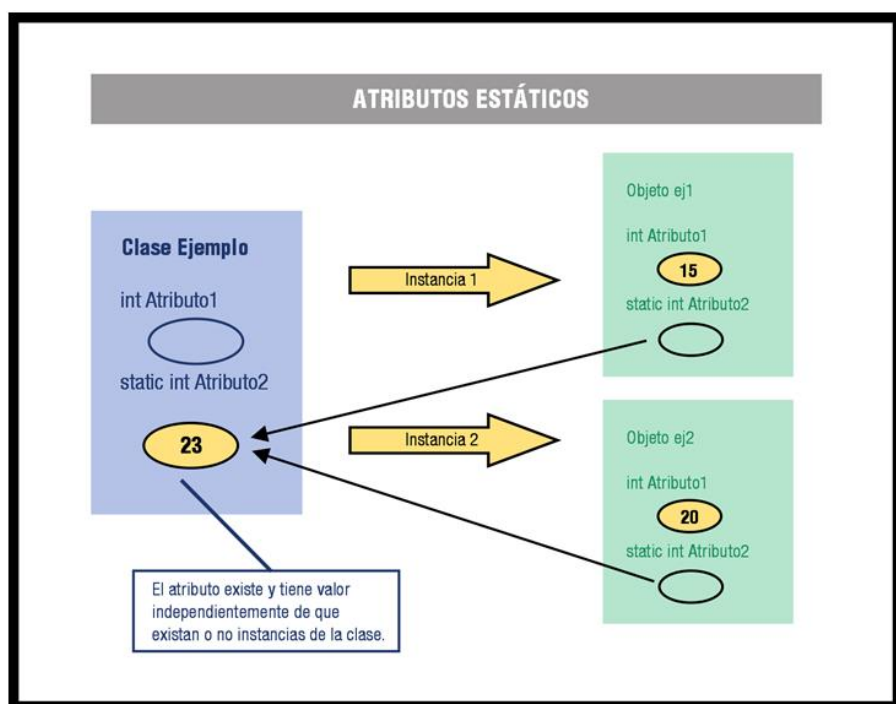 ATRIBUTOS ESTÁTICOS
Clase Ejemplo
int Atributo1
static int Atributo2
23
El atributo existe y tiene valor
independientemente de que
existan o no instancias de la clase.
Instancia 1
Instancia 2
Objeto ej1
int Atributo1
15
static int Atributo2
Objeto ej2
int Atributo1
20
static int Atributo2